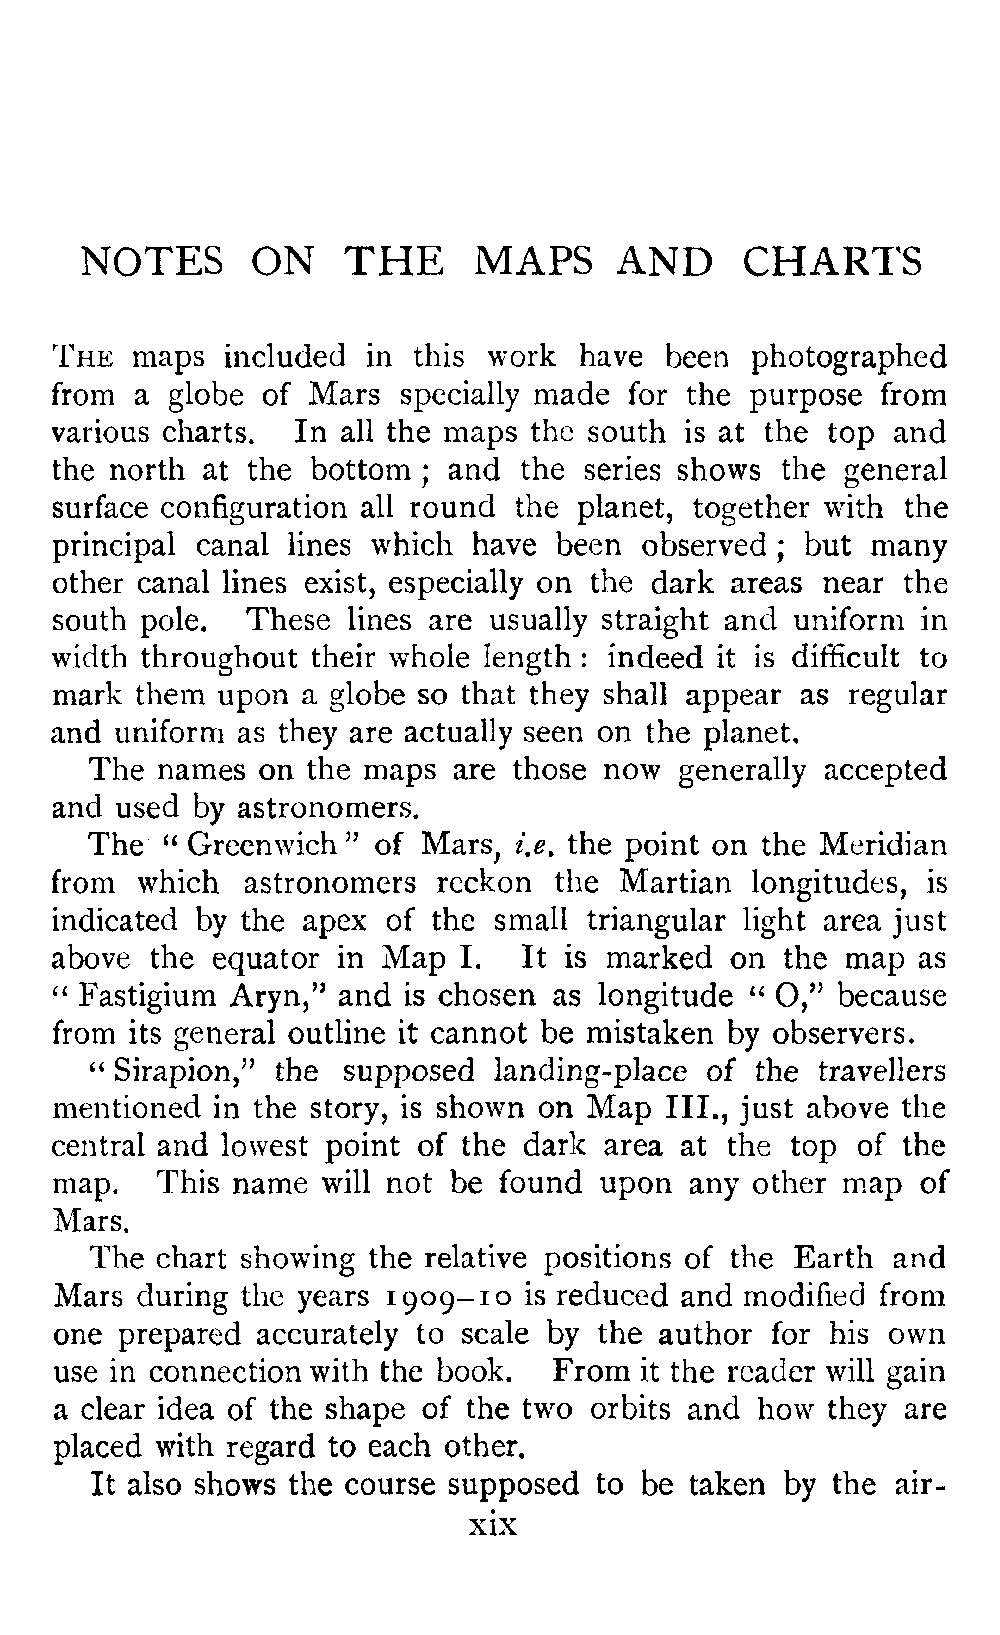 NOTES ON THE MAPS AND CHARTS
THE maps included in this work have been photographed
from a globe of Mars specially made for the purpose from
various charts. In all the maps the south is at the top and
the north at the bottom ; and the series shows the general
surface configuration all round the planet, together with the
principal canal lines which have been observed ; but many
other canal lines exist, especially on the dark areas near the
south pole. These lines are usually straight and uniform in
width throughout their whole length : indeed it is difficult to
mark them upon a globe so that they shall appear as regular
and uniform as they are actually seen on the planet.
The names on the maps are those now generally accepted
and used by astronomers.
The “ Greenwich ” of Mars, i.e. the point on the Meridian
from which astronomers reckon the Martian longitudes, is
indicated by the apex of the small triangular light area just
above the equator in Map I. It is marked on the map as
“ Fastigium Aryn,” and is chosen as longitude “ O,” because
from its general outline it cannot be mistaken by observers.
“ Sirapion,” the supposed landing-place of the travellers
mentioned in the story, is shown on Map III., just above the
central and lowest point of the dark area at the top of the
map. This name will not be found upon any other map of
Mars.
The chart showing the relative positions of the Earth and
Mars during the years 1909–10 is reduced and modified from
one prepared accurately to scale by the author for his own
use in connection with the book. From it the reader will gain
a clear idea of the shape of the two orbits and how they are
placed with regard to each other.
It also shows the course supposed to be taken by the air-
xix